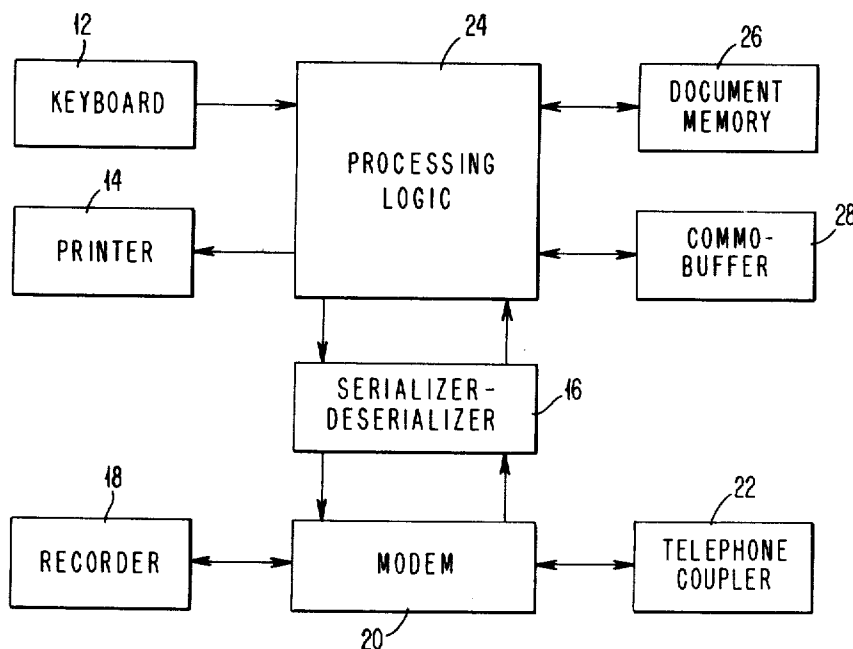 12
KEYBOARD
14
PRINTER
24
PROCESSING
LOGIC
26
DOCUMENT
MEMORY
28
COMMO-
BUFFER
SERIALIZER-
DESERIALIZER
16
18
RECORDER
MODEM
20
22
TELEPHONE
COUPLER